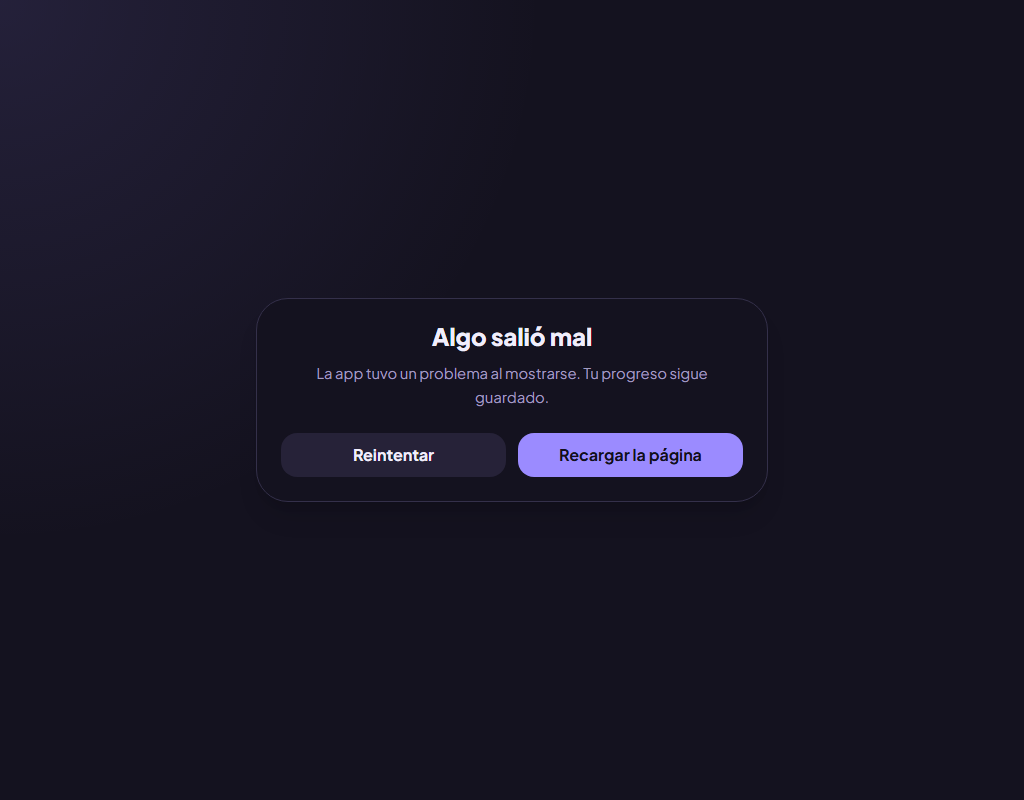 Algo salió mal
La app tuvo un problema al mostrarse. Tu progreso sigue
guardado.
Reintentar
Recargar la página